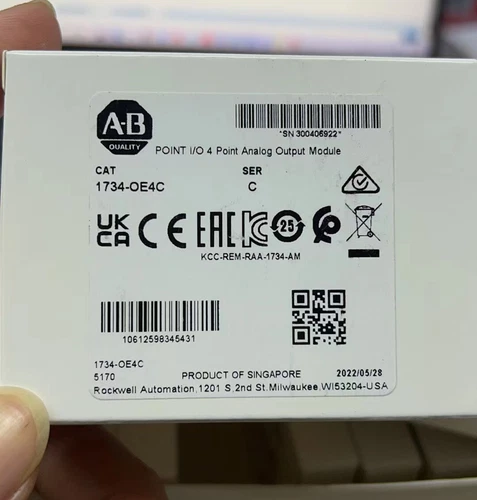 A-B
QUALITY
*SN 300406922*
POINT I/O 4 Point Analog Output Module
CAT SER
1734-OE4C C
UK CA CE EAC KC 25
KCC-REM-RAA-1734-AM
10612598345431
1734-OE4C
5170 PRODUCT OF SINGAPORE 2022/05/28
Rockwell Automation,1201 S,2nd St,Milwaukee,WI53204-USA